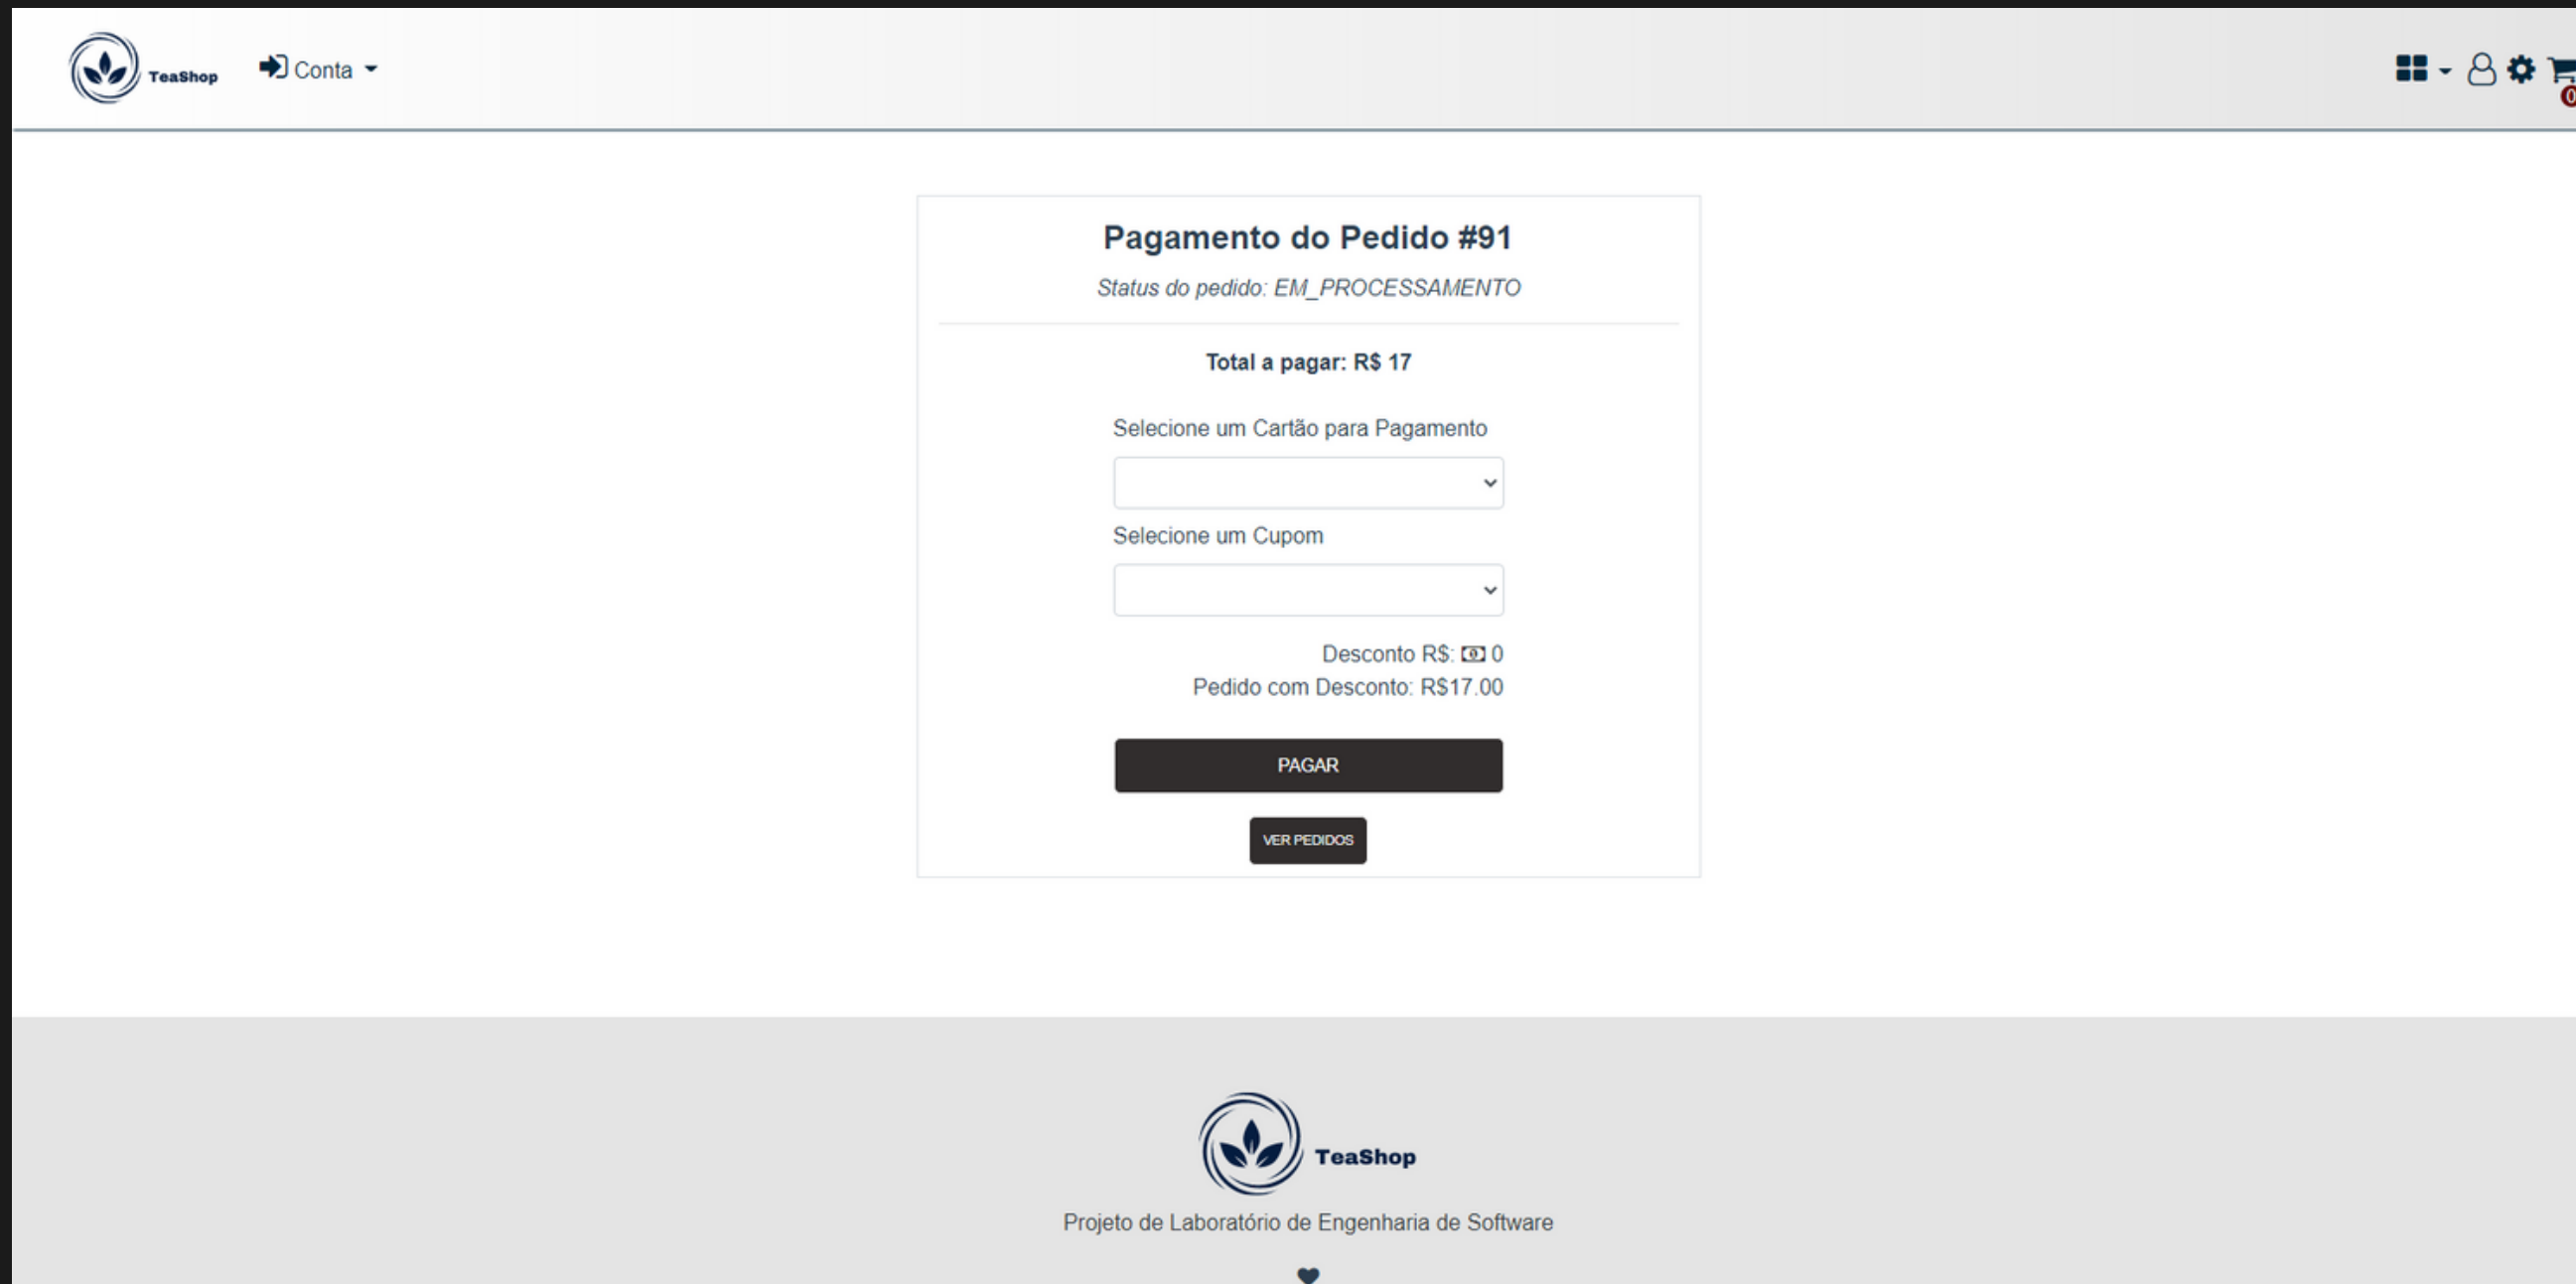 TeaShop
Conta
0
Pagamento do Pedido #91
Status do pedido: EM_PROCESSAMENTO
Total a pagar: R$ 17
Selecione um Cartão para Pagamento
Selecione um Cupom
Desconto R$: 0
Pedido com Desconto: R$17.00
PAGAR
VER PEDIDOS
TeaShop
Projeto de Laboratório de Engenharia de Software